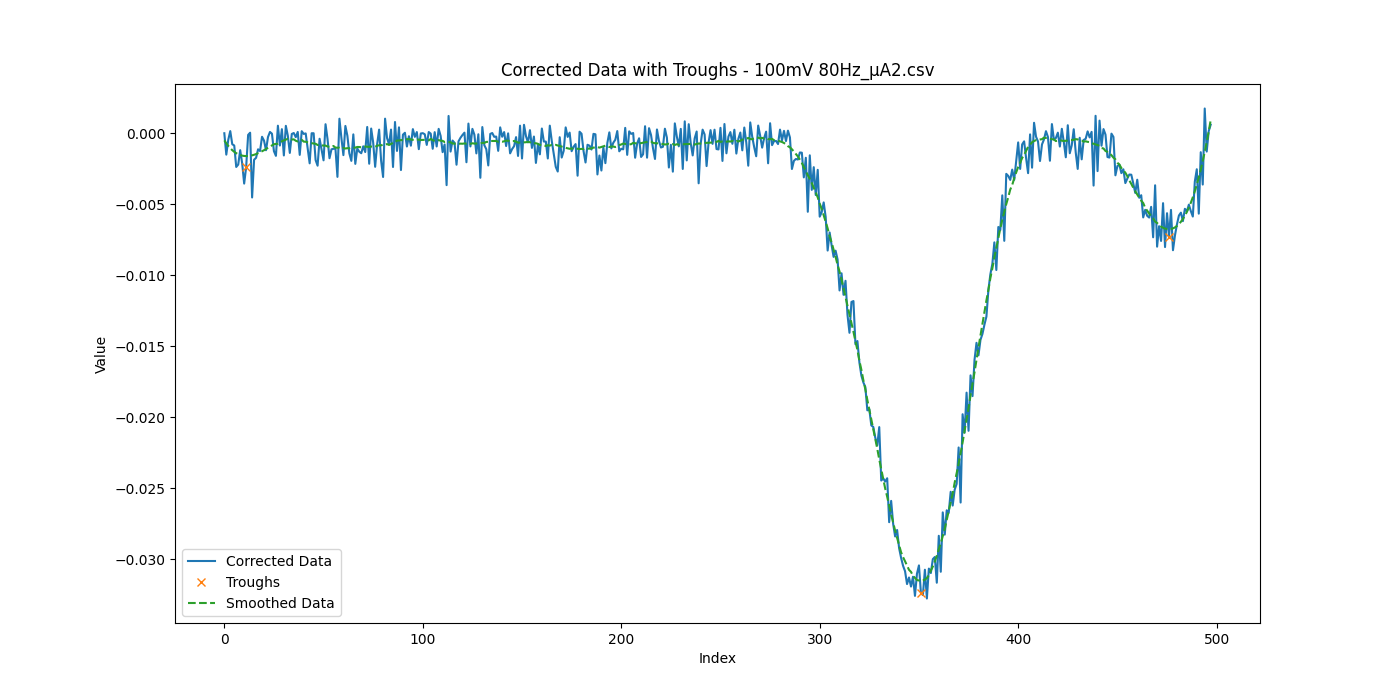 Corrected Data with Troughs - 100mV 80Hz_µA2.csv
0.000
−0.005
−0.010
−0.015
−0.020
−0.025
−0.030
Value
Corrected Data
Troughs
Smoothed Data
0 100 200 300 400 500
Index